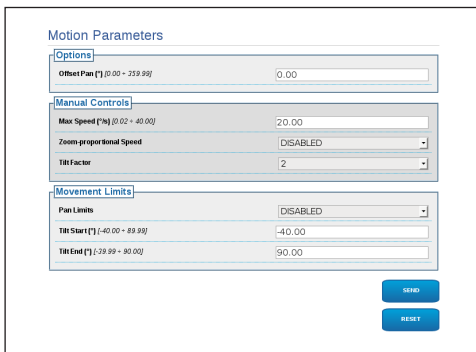 Motion Parameters
Options
Offset Pan (°) [0.00 ÷ 359.99] 0.00
Manual Controls
Max Speed (°/s) [0.02 ÷ 40.00] 20.00
Zoom-proportional Speed DISABLED
Tilt Factor 2
Movement Limits
Pan Limits DISABLED
Tilt Start (°) [-40.00 ÷ 89.99] -40.00
Tilt End (°) [-39.99 ÷ 90.00] 90.00
SEND
RESET